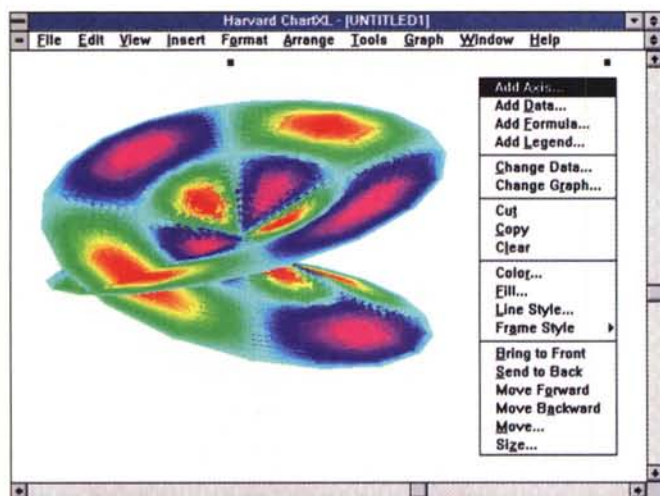 Harvard ChartXL - [UNTITLED1]
File Edit View Insert Format Arrange Tools Graph Window Help
Add Axis...
Add Data...
Add Formula...
Add Legend...
Change Data...
Change Graph...
Cut
Copy
Clear
Color...
Fill...
Line Style...
Frame Style
Bring to Front
Send to Back
Move Forward
Move Backward
Move...
Size...